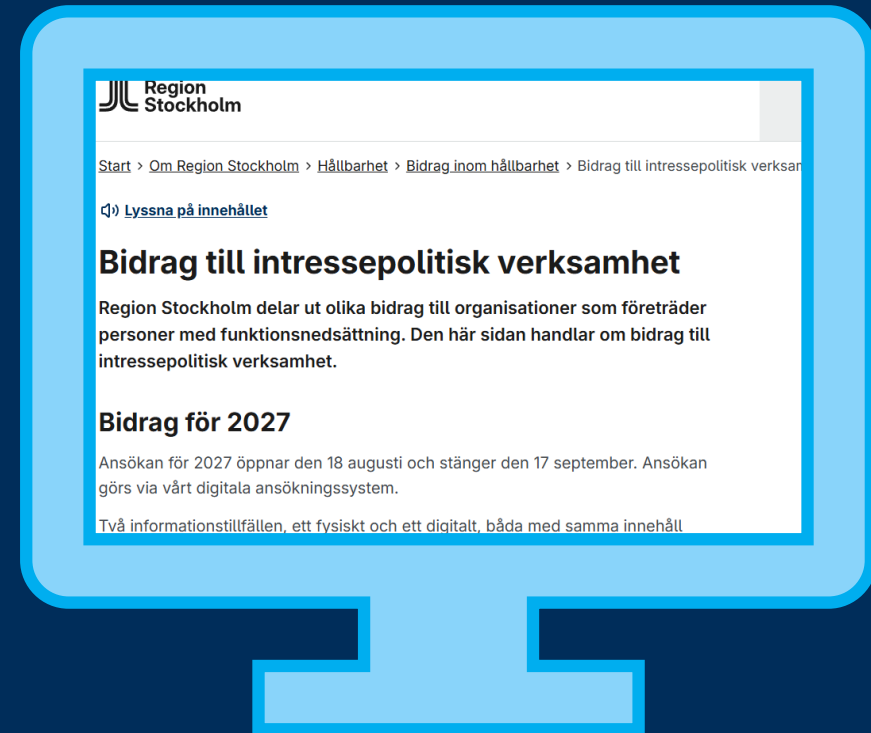 Region
Stockholm
Start > Om Region Stockholm > Hållbarhet > Bidrag inom hållbarhet > Bidrag till intressepolitisk
Lyssna på innehållet
Bidrag till intressepolitisk verksamhet
Region Stockholm delar ut olika bidrag till organisationer som företräder
personer med funktionsnedsättning. Den här sidan handlar om bidrag till
intressepolitisk verksamhet.
Bidrag för 2027
Ansökan för 2027 öppnar den 18 augusti och stänger den 17 september. Ansökan
görs via vårt digitala ansökningssystem.
Två informationstillfällen, ett fysiskt och ett digitalt, båda med samma innehåll